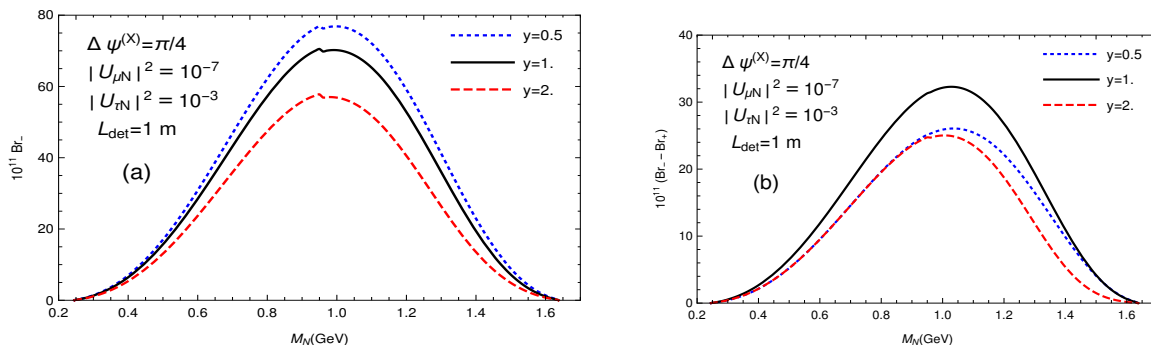 Δ ψ^(X)=π/4
|U_μN|² = 10⁻⁷
|U_τN|² = 10⁻³
L_det=1 m
(a)
y=0.5
y=1.
y=2.
10¹¹ Br₋
80
60
40
20
0
0.2 0.4 0.6 0.8 1.0 1.2 1.4 1.6
M_N(GeV)
Δ ψ^(X)=π/4
|U_μN|² = 10⁻⁷
|U_τN|² = 10⁻³
L_det=1 m
(b)
y=0.5
y=1.
y=2.
10¹¹ (Br₋ − Br₊)
40
30
20
10
0
0.2 0.4 0.6 0.8 1.0 1.2 1.4 1.6
M_N(GeV)